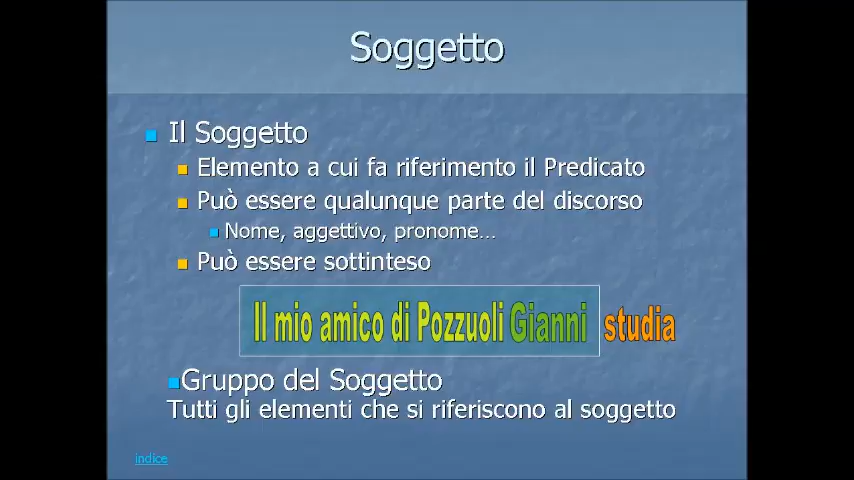 Soggetto
Il Soggetto
Elemento a cui fa riferimento il Predicato
Può essere qualunque parte del discorso
Nome, aggettivo, pronome...
Può essere sottinteso
Il mio amico di Pozzuoli Gianni studia
Gruppo del Soggetto
Tutti gli elementi che si riferiscono al soggetto
indice